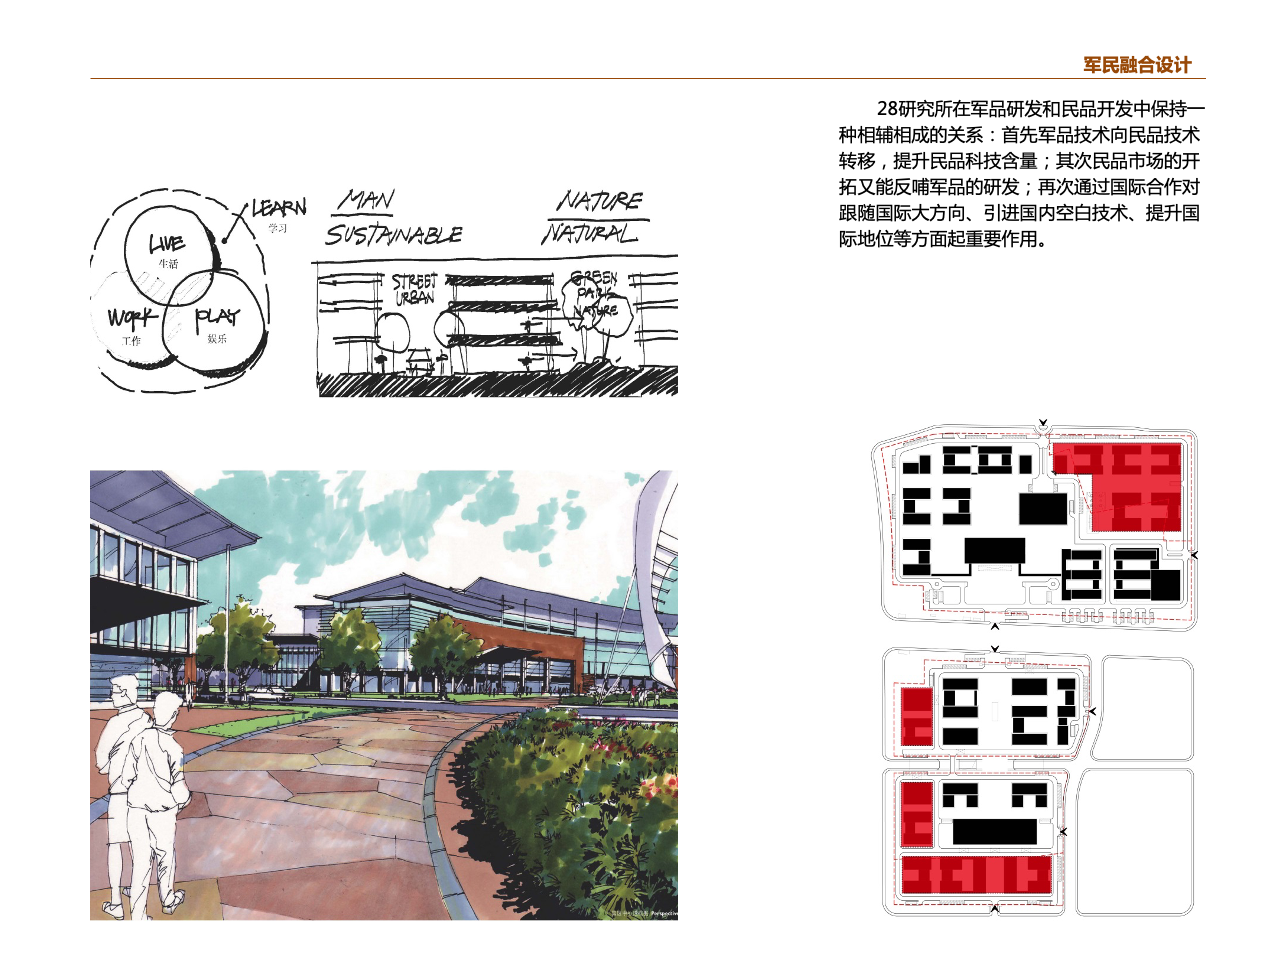 军民融合设计
28研究所在军品研发和民品开发中保持一
种相辅相成的关系：首先军品技术向民品技术
转移，提升民品科技含量；其次民品市场的开
拓又能反哺军品的研发；再次通过国际合作对
跟随国际大方向、引进国内空白技术、提升国
际地位等方面起重要作用。
LEARN
学习
LIVE
生活
WORK
工作
PLAY
娱乐
MAN
SUSTAINABLE
NATURE
NATURAL
STREET
URBAN
GREEN
PARK
NATURE
Perspective